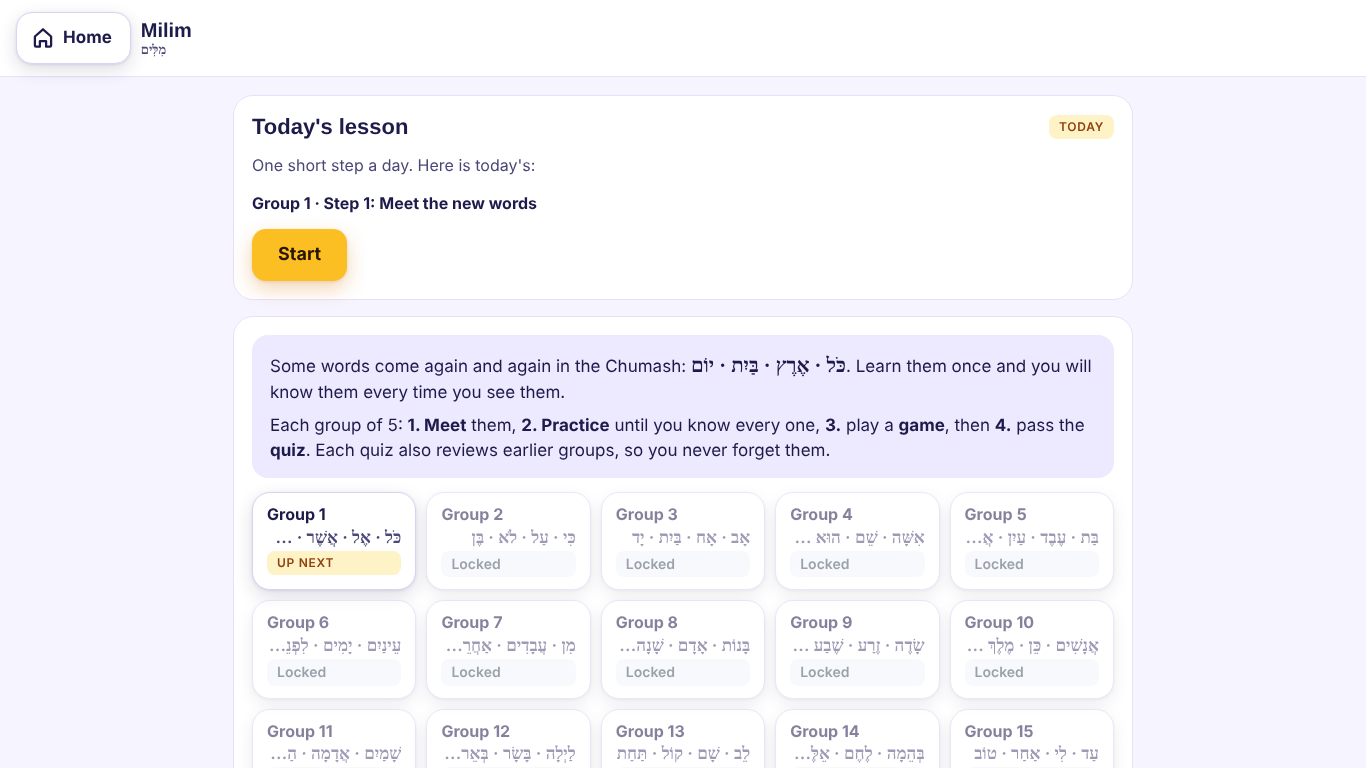 Home
Milim
מִלִּים
Today's lesson
TODAY
One short step a day. Here is today's:
Group 1 · Step 1: Meet the new words
Start
Some words come again and again in the Chumash: כֹּל · אֶרֶץ · בַּיִת · יוֹם. Learn them once and you will
know them every time you see them.
Each group of 5: 1. Meet them, 2. Practice until you know every one, 3. play a game, then 4. pass the
quiz. Each quiz also reviews earlier groups, so you never forget them.
Group 1
כֹּל · אֶל · אֲשֶׁר · …
UP NEXT
Group 2
כִּי · עַל · לֹא · בֶּן
Locked
Group 3
אָב · אָח · בַּיִת · יָד
Locked
Group 4
אִשָּׁה · שֵׁם · הוּא …
Locked
Group 5
בַּת · עֶבֶד · עַיִן · אֲ…
Locked
Group 6
עֵינַיִם · יָמִים · לִפְנֵ…
Locked
Group 7
מִן · עֲבָדִים · אַחֲרֵ…
Locked
Group 8
בָּנוֹת · אָדָם · שָׁנָה…
Locked
Group 9
שָׂדֶה · זֶרַע · שֶׁבַע …
Locked
Group 10
אֲנָשִׁים · כֵּן · מֶלֶךְ …
Locked
Group 11
שָׁמַיִם · אֲדָמָה · הַ…
Group 12
לַיְלָה · בָּשָׂר · בְּאֵר…
Group 13
לֵב · שָׁם · קוֹל · תַּחַת
Group 14
בְּהֵמָה · לֶחֶם · אֵלֶּ…
Group 15
עַד · לִי · אַחַר · טוֹב